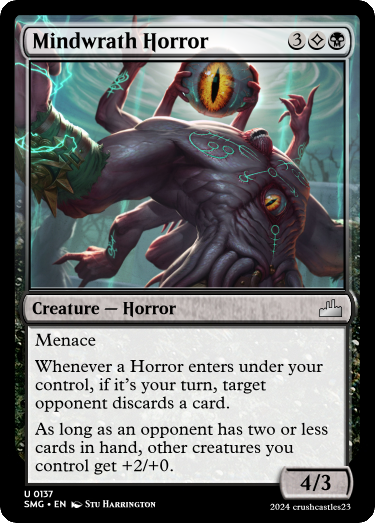 Mindwrath Horror 3
Creature — Horror
Menace
Whenever a Horror enters under your
control, if it's your turn, target
opponent discards a card.
As long as an opponent has two or less
cards in hand, other creatures you
control get +2/+0.
4/3
U 0137
SMG • EN Stu Harrington
2024 crushcastles23